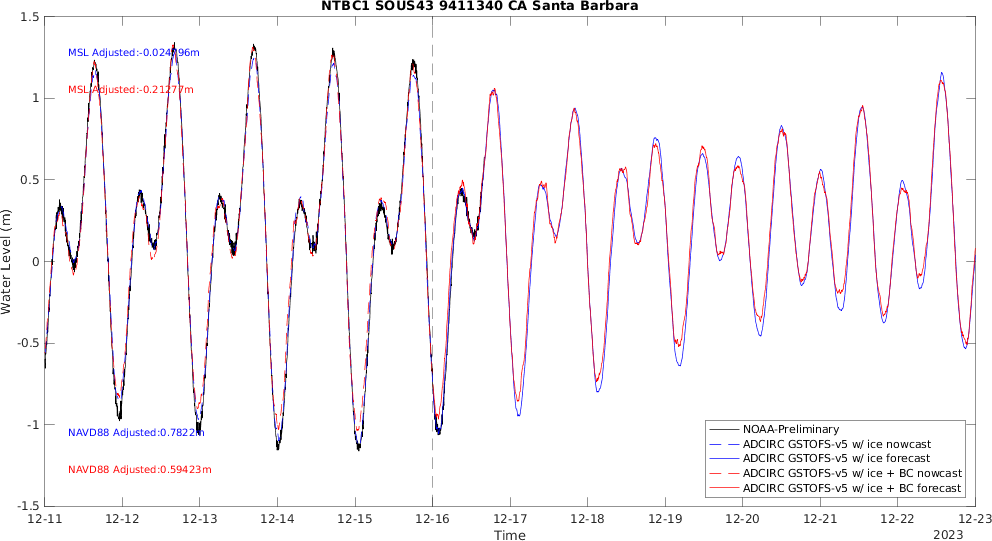 NTBC1 SOUS43 9411340 CA Santa Barbara
1.5
1
0.5
0
-0.5
-1
-1.5
Water Level (m)
MSL Adjusted:-0.21277m
NAVD88 Adjusted:0.59423m
NOAA-Preliminary
ADCIRC GSTOFS-v5 w/ ice nowcast
ADCIRC GSTOFS-v5 w/ ice forecast
ADCIRC GSTOFS-v5 w/ ice + BC nowcast
ADCIRC GSTOFS-v5 w/ ice + BC forecast
12-11 12-12 12-13 12-14 12-15 12-16 12-17 12-18 12-19 12-20 12-21 12-22 12-23
Time
2023
MSL Adjusted:
NAVD88 Adjusted: